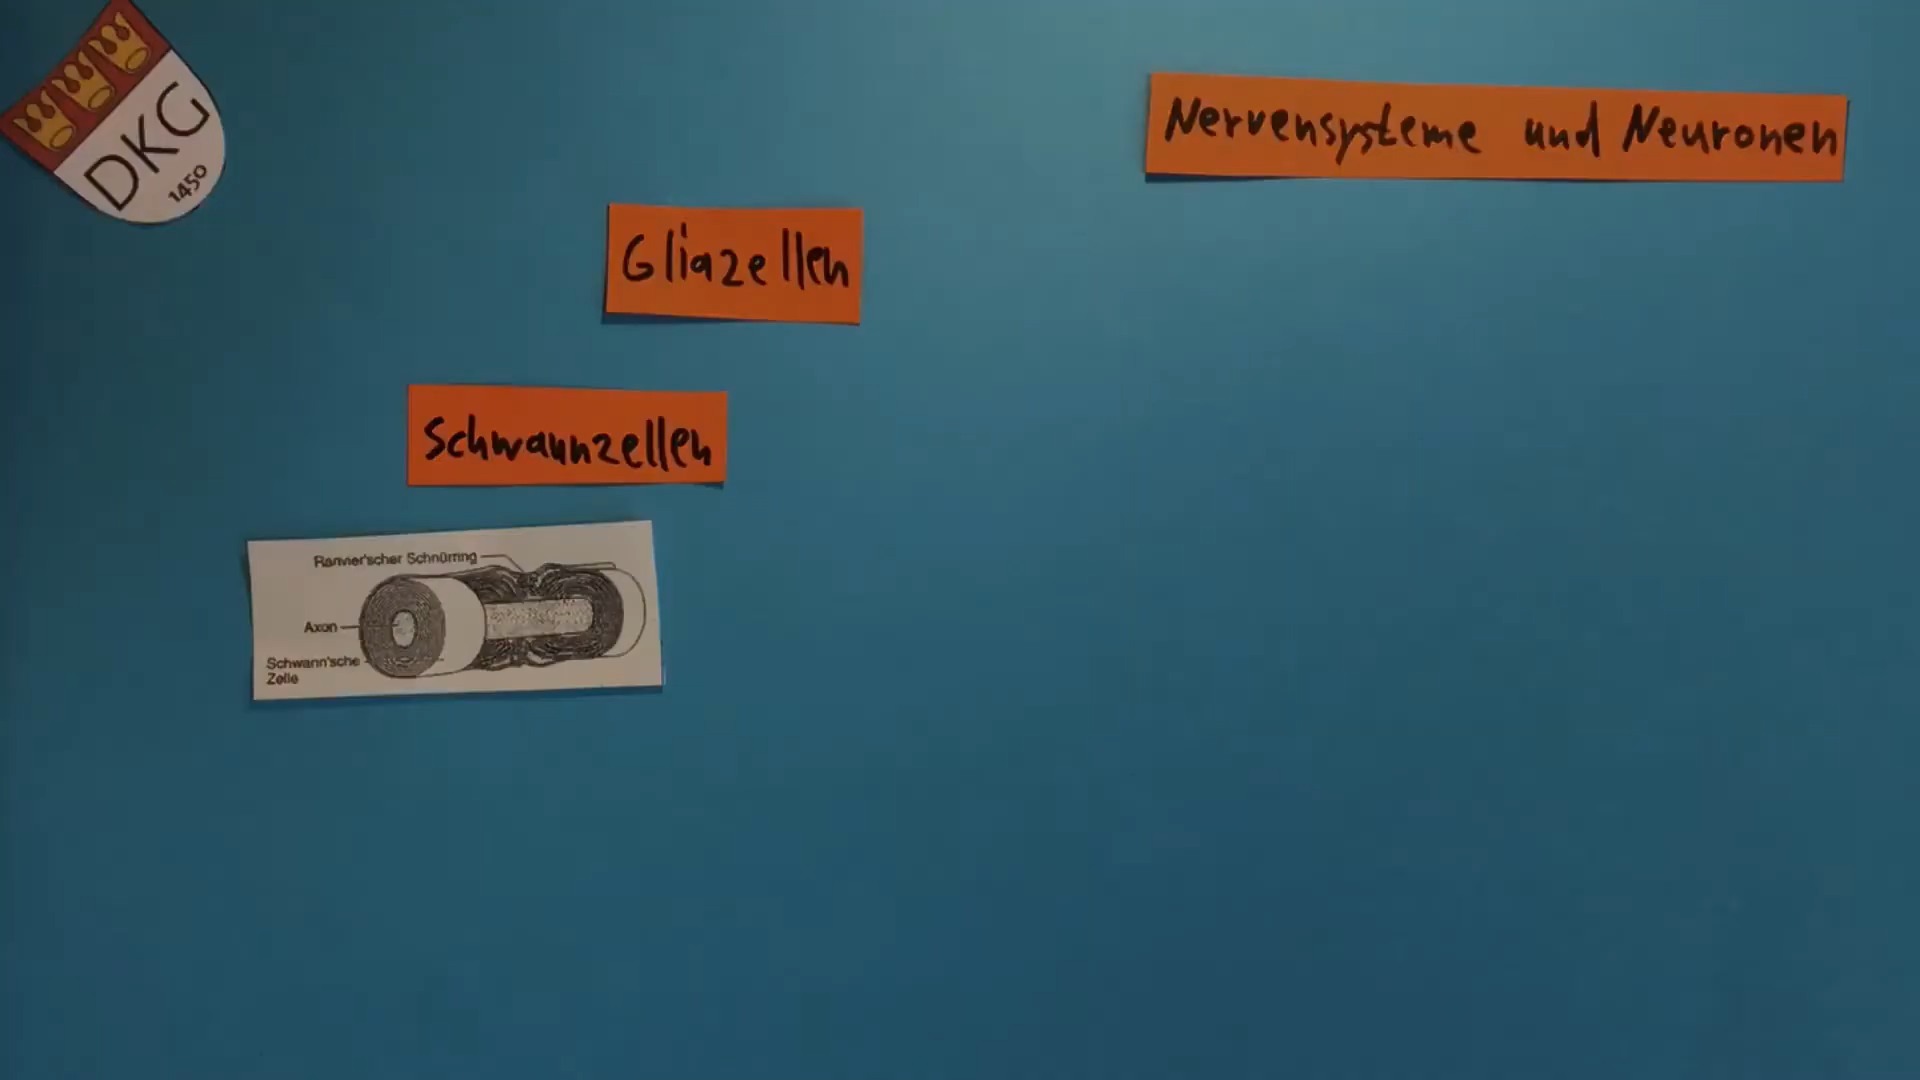 DKG
1450
Nervensysteme und Neuronen
Gliazellen
Schwannzellen
Ranvier'scher Schnürring
Axon
Schwann'sche
Zelle